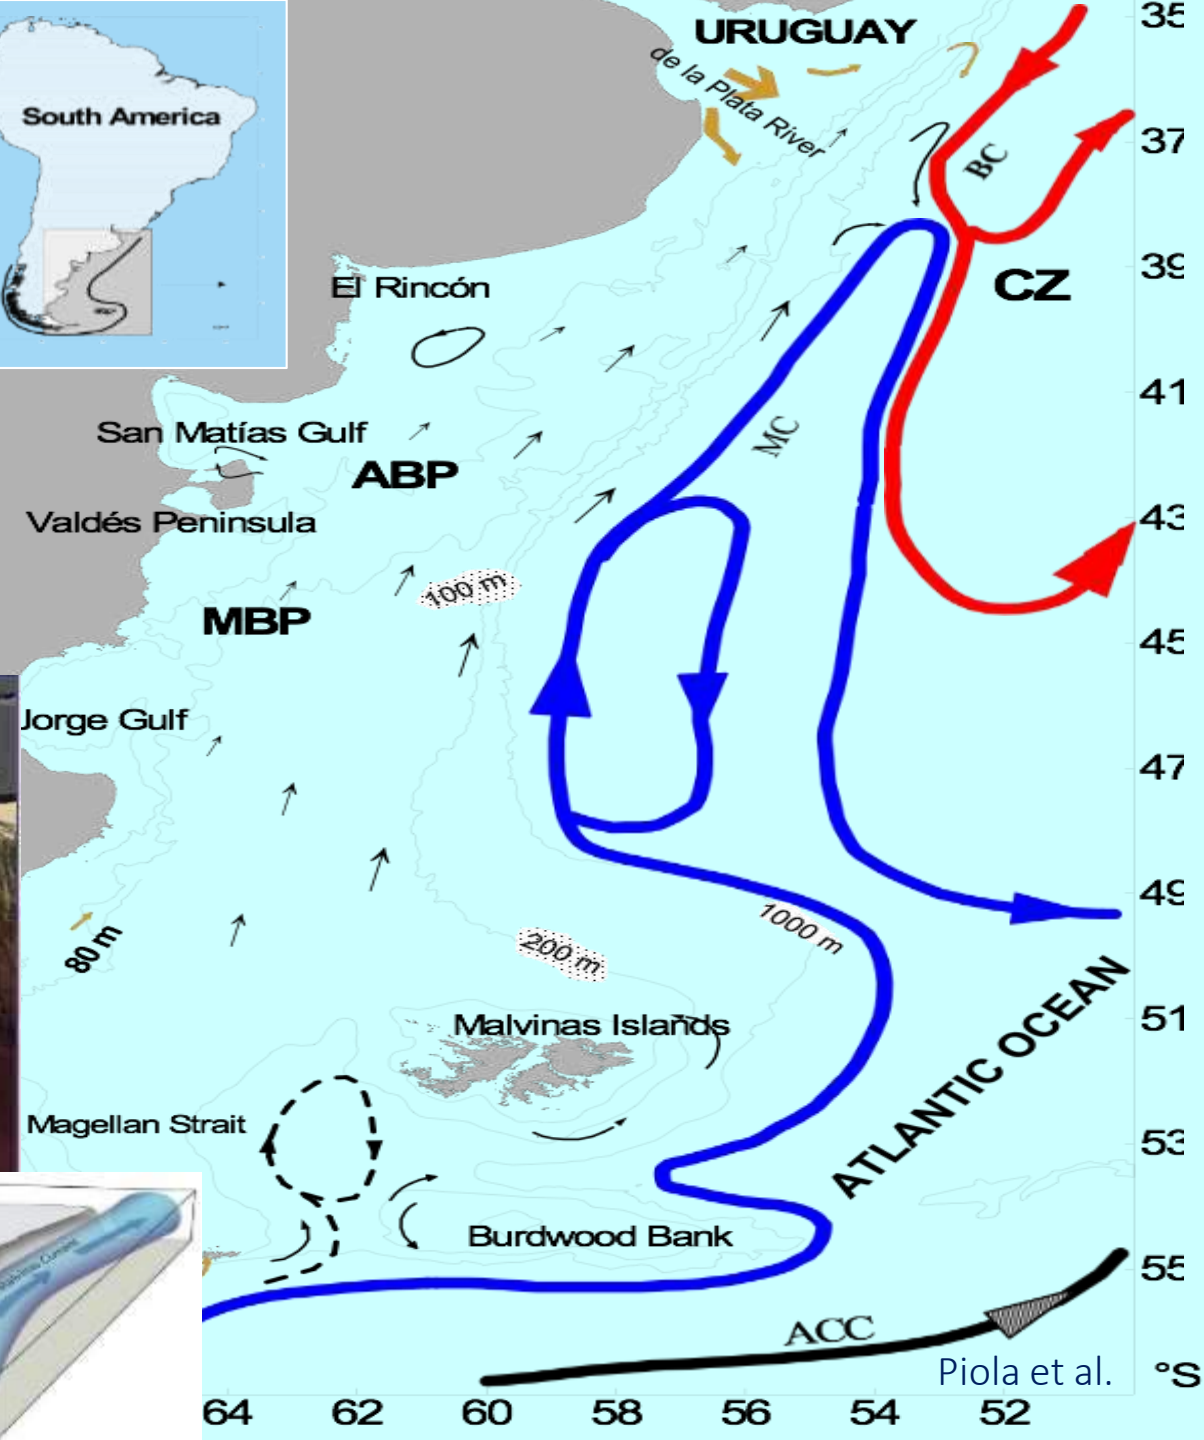 URUGUAY
35
South America
de la Plata River
37
BC
39
CZ
El Rincón
41
San Matías Gulf
MC
ABP
Valdés Peninsula
43
100 m
MBP
45
Jorge Gulf
47
49
1000 m
80 m
200 m
ATLANTIC OCEAN
Malvinas Islands
51
Magellan Strait
53
Burdwood Bank
55
ACC
Piola et al.
°S
64 62 60 58 56 54 52